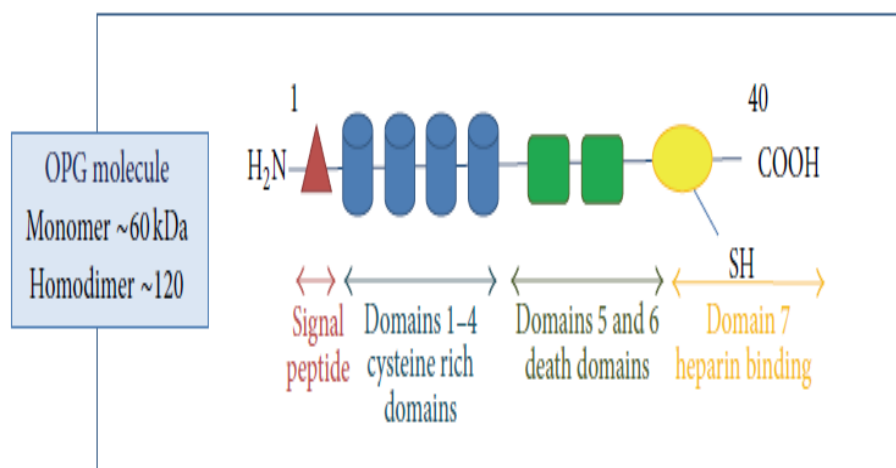 OPG molecule
Monomer ~60 kDa
Homodimer ~120
1
40
H₂N
COOH
SH
Signal
peptide
Domains 1–4
cysteine rich
domains
Domains 5 and 6
death domains
Domain 7
heparin binding